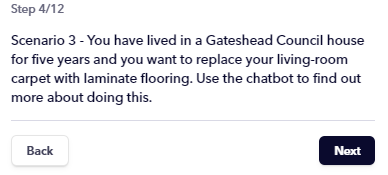 Step 4/12
Scenario 3 - You have lived in a Gateshead Council house
for five years and you want to replace your living-room
carpet with laminate flooring. Use the chatbot to find out
more about doing this.
Back
Next